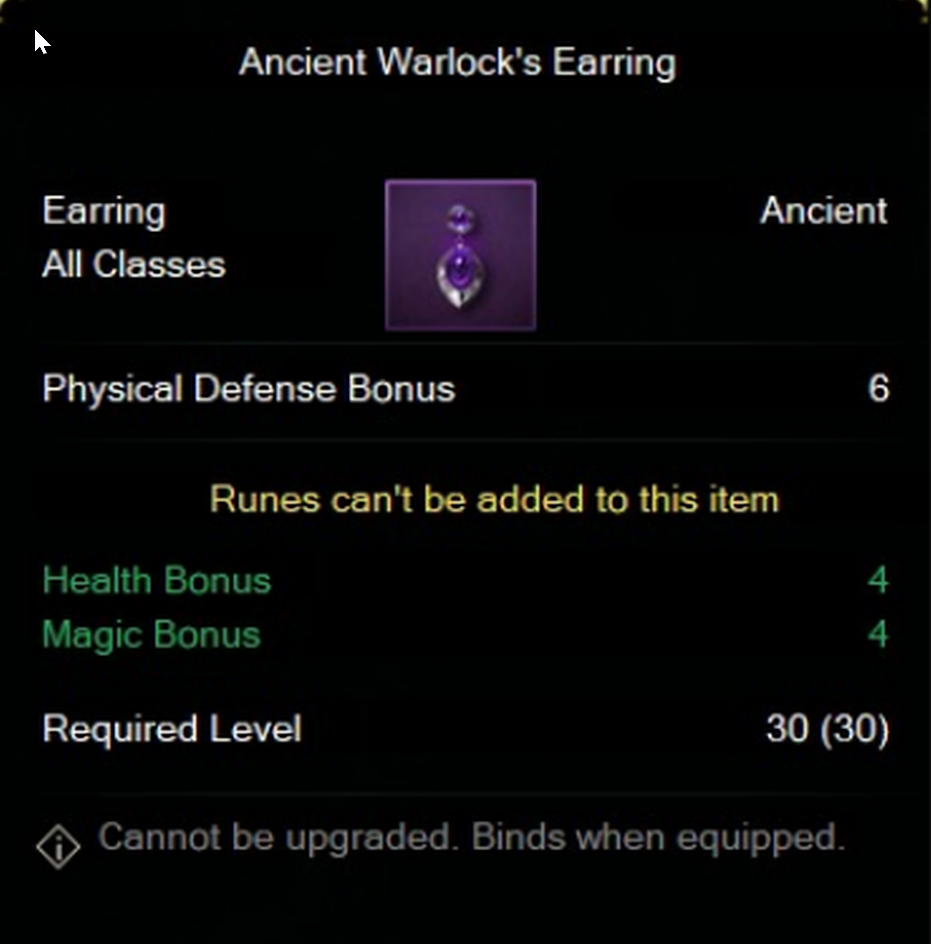 Ancient Warlock's Earring
Earring
Ancient
All Classes
Physical Defense Bonus 6
Runes can't be added to this item
Health Bonus 4
Magic Bonus 4
Required Level 30 (30)
Cannot be upgraded. Binds when equipped.